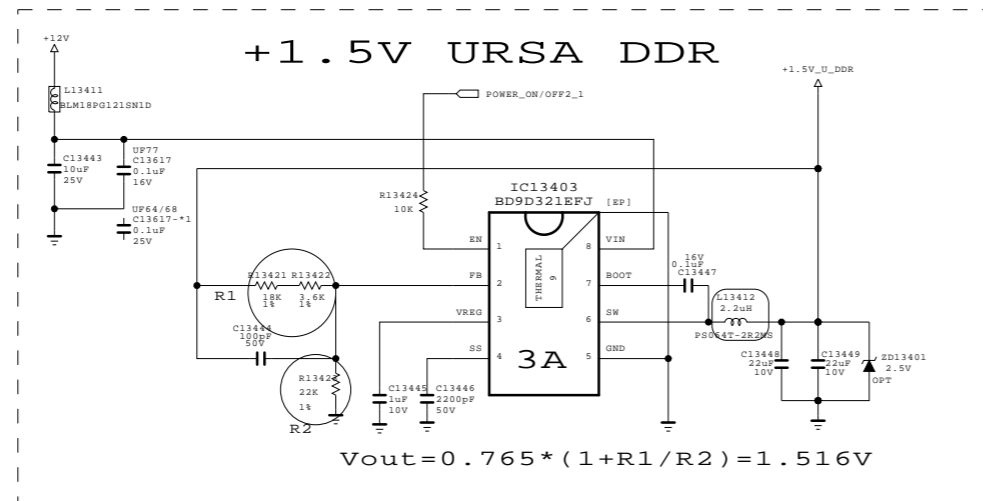 +1.5V URSA DDR
+12V
L13411
BLM18PG121SN1D
C13443
10uF
25V
UF77
C13617
0.1uF
16V
UF64/68
C13617-*1
0.1uF
25V
POWER_ON/OFF2_1
+1.5V_U_DDR
R13424
10K
IC13403
BD9D321EFJ
[EP]
EN
1
FB
2
VREG
3
SS
4
THERMAL
9
3A
8
VIN
7
BOOT
6
SW
5
GND
16V
0.1uF
C13447
L13412
2.2uH
PS064T-2R2MS
R1
R13421
18K
1%
R13422
3.6K
1%
C13444
100pF
50V
22K
1%
R2
C13445
1uF
10V
C13446
2200pF
50V
C13448
22uF
10V
C13449
22uF
10V
ZD13401
2.5V
OPT
Vout=0.765*(1+R1/R2)=1.516V